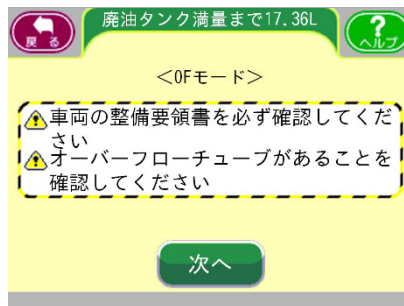 戻る
廃油タンク満量まで17.36L
?
ヘルプ
<OFモード>
車両の整備要領書を必ず確認してくだ
さい
オーバーフローチューブがあることを
確認してください
次へ